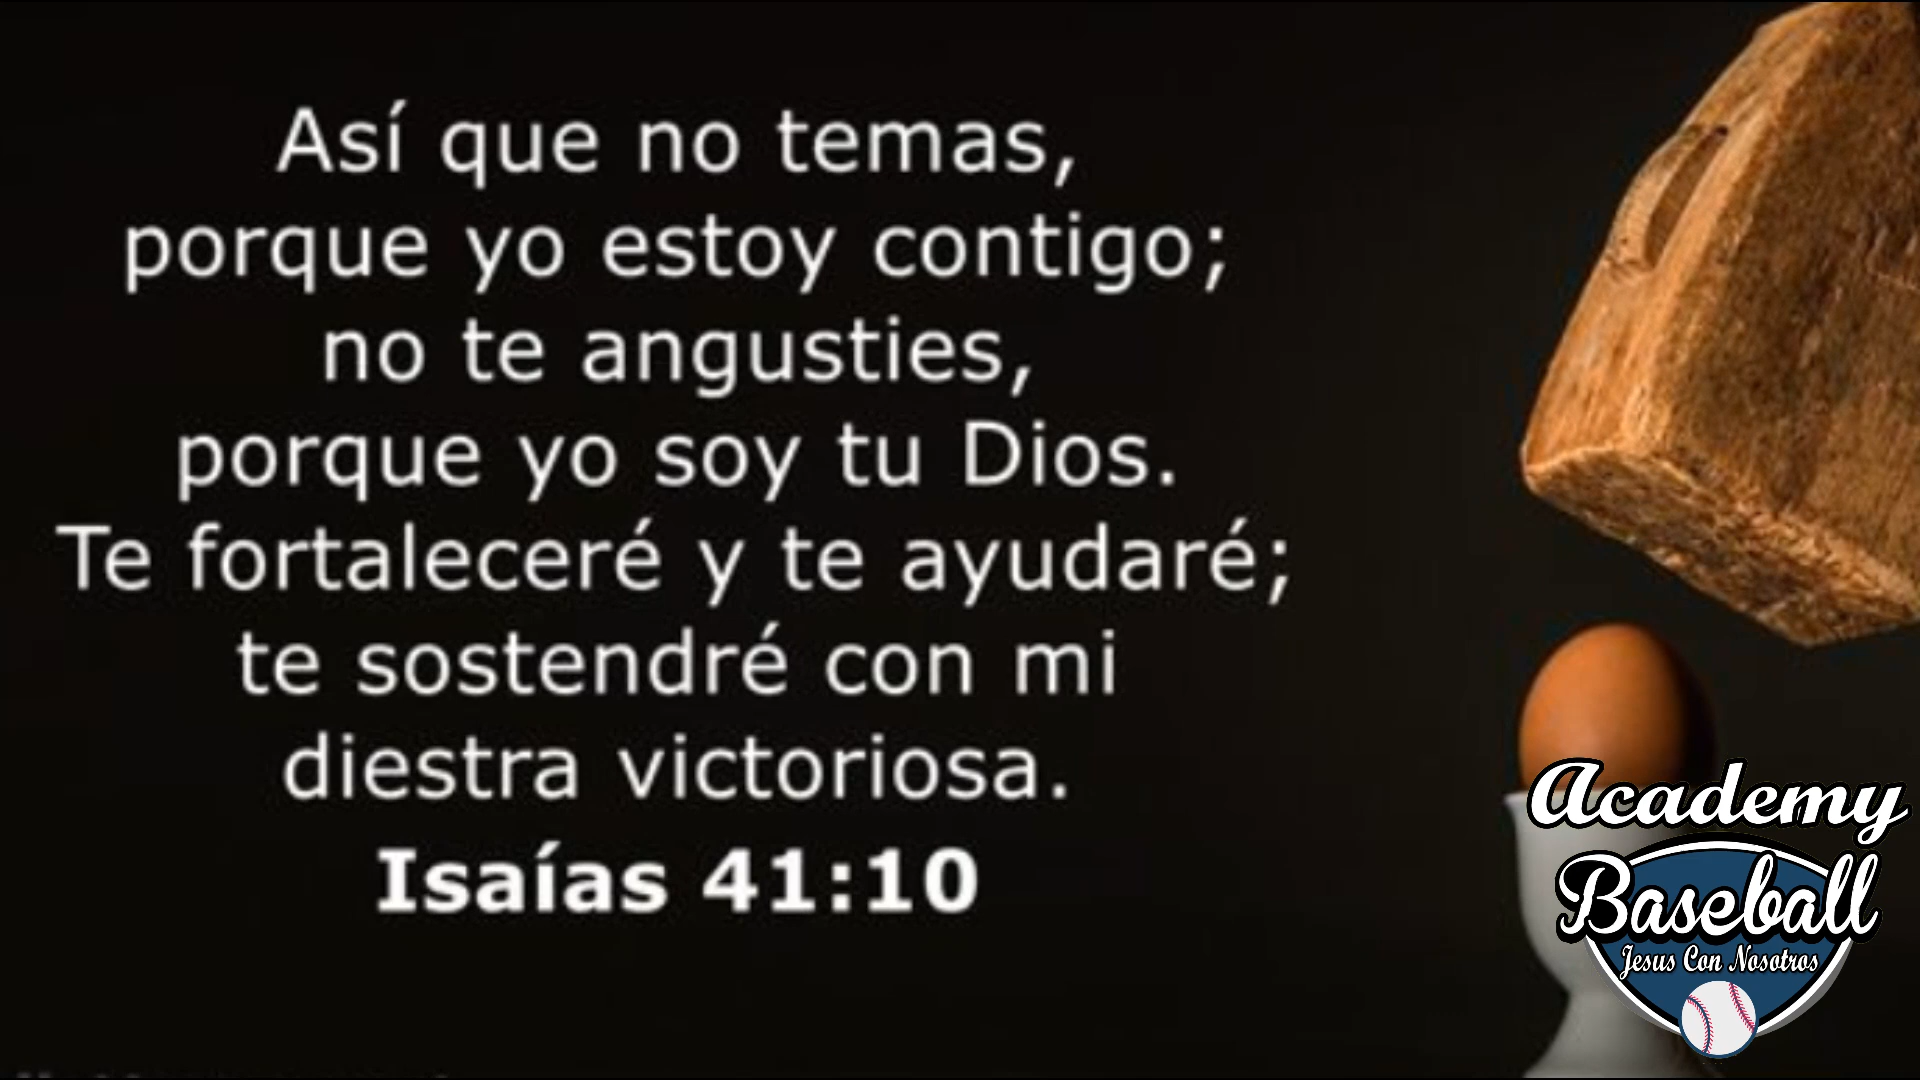 Así que no temas,
porque yo estoy contigo;
no te angusties,
porque yo soy tu Dios.
Te fortaleceré y te ayudaré;
te sostendré con mi
diestra victoriosa.
Isaías 41:10
Academy
Baseball
Jesus Con Nosotros